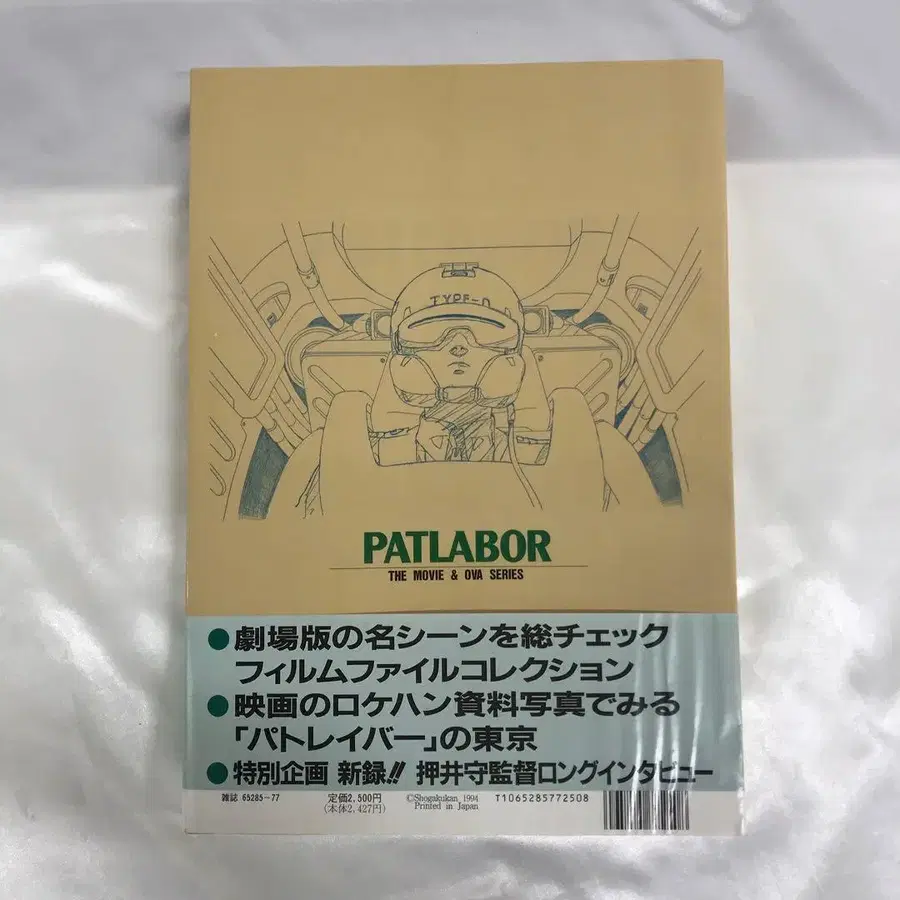 TYPE-0
PATLABOR
THE MOVIE & OVA SERIES
●劇場版の名シーンを総チェック
フィルムファイルコレクション
●映画のロケハン資料写真でみる
「パトレイバー」の東京
●特別企画 新録!! 押井守監督ロングインタビュー
雑誌 65285-77 定価2,500円 ©Shogakukan 1994 T1065285772508
(本体2,427円) Printed in Japan